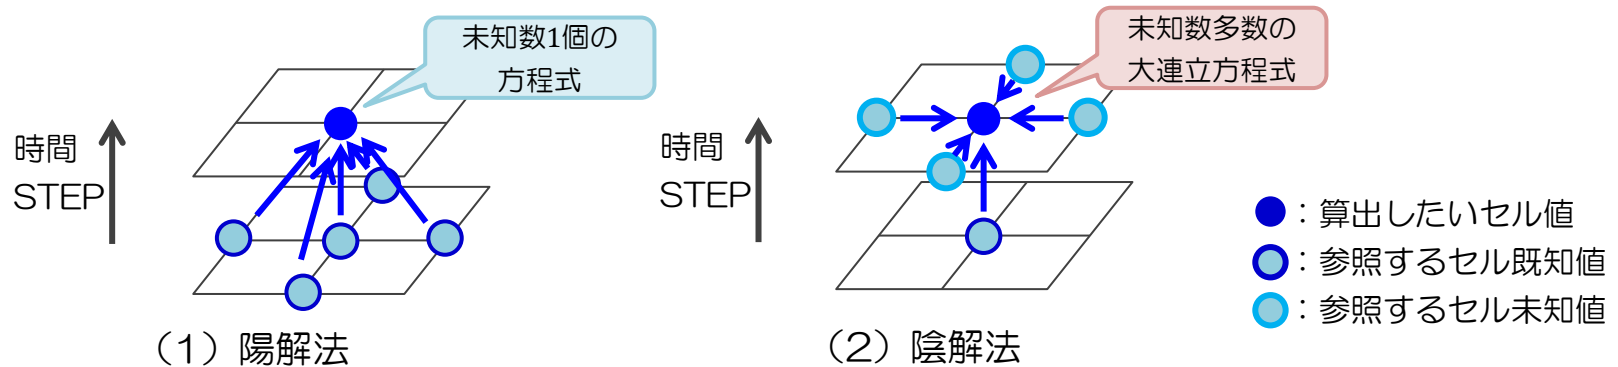 未知数1個の
方程式
時間
STEP
（1）陽解法
未知数多数の
大連立方程式
時間
STEP
（2）陰解法
：算出したいセル値
：参照するセル既知値
：参照するセル未知値